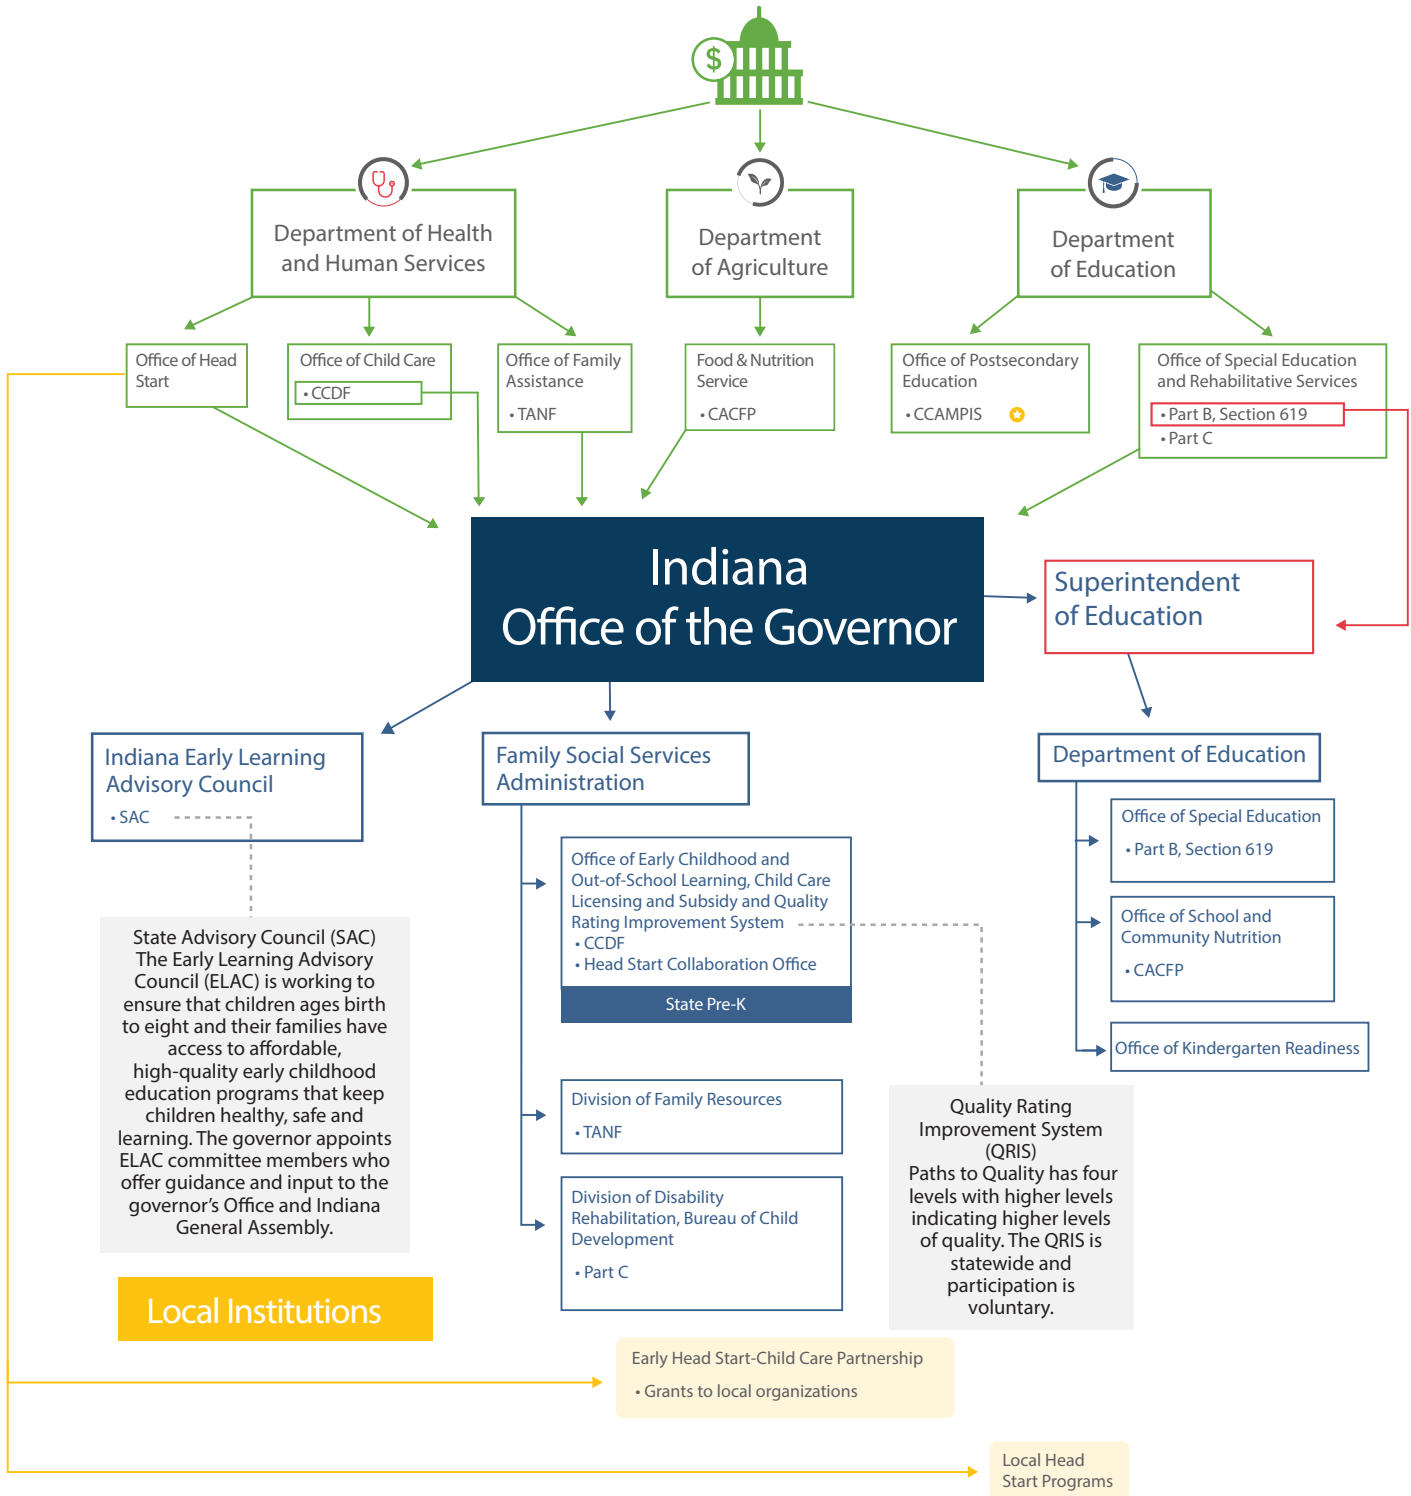 $
Department of Health
and Human Services
Department
of Agriculture
Department
of Education
Office of Head
Start
Office of Child Care
• CCDF
Office of Family
Assistance
• TANF
Food & Nutrition
Service
• CACFP
Office of Postsecondary
Education
• CCAMPIS
Office of Special Education
and Rehabilitative Services
• Part B, Section 619
• Part C
Indiana
Office of the Governor
Superintendent
of Education
Indiana Early Learning
Advisory Council
• SAC
State Advisory Council (SAC)
The Early Learning Advisory
Council (ELAC) is working to
ensure that children ages birth
to eight and their families have
access to affordable,
high-quality early childhood
education programs that keep
children healthy, safe and
learning. The governor appoints
ELAC committee members who
offer guidance and input to the
governor's Office and Indiana
General Assembly.
Family Social Services
Administration
Office of Early Childhood and
Out-of-School Learning, Child Care
Licensing and Subsidy and Quality
Rating Improvement System
• CCDF
• Head Start Collaboration Office
State Pre-K
Division of Family Resources
• TANF
Division of Disability
Rehabilitation, Bureau of Child
Development
• Part C
Quality Rating
Improvement System
(QRIS)
Paths to Quality has four
levels with higher levels
indicating higher levels
of quality. The QRIS is
statewide and
participation is
voluntary.
Department of Education
Office of Special Education
• Part B, Section 619
Office of School and
Community Nutrition
• CACFP
Office of Kindergarten Readiness
Local Institutions
Early Head Start-Child Care Partnership
• Grants to local organizations
Local Head
Start Programs